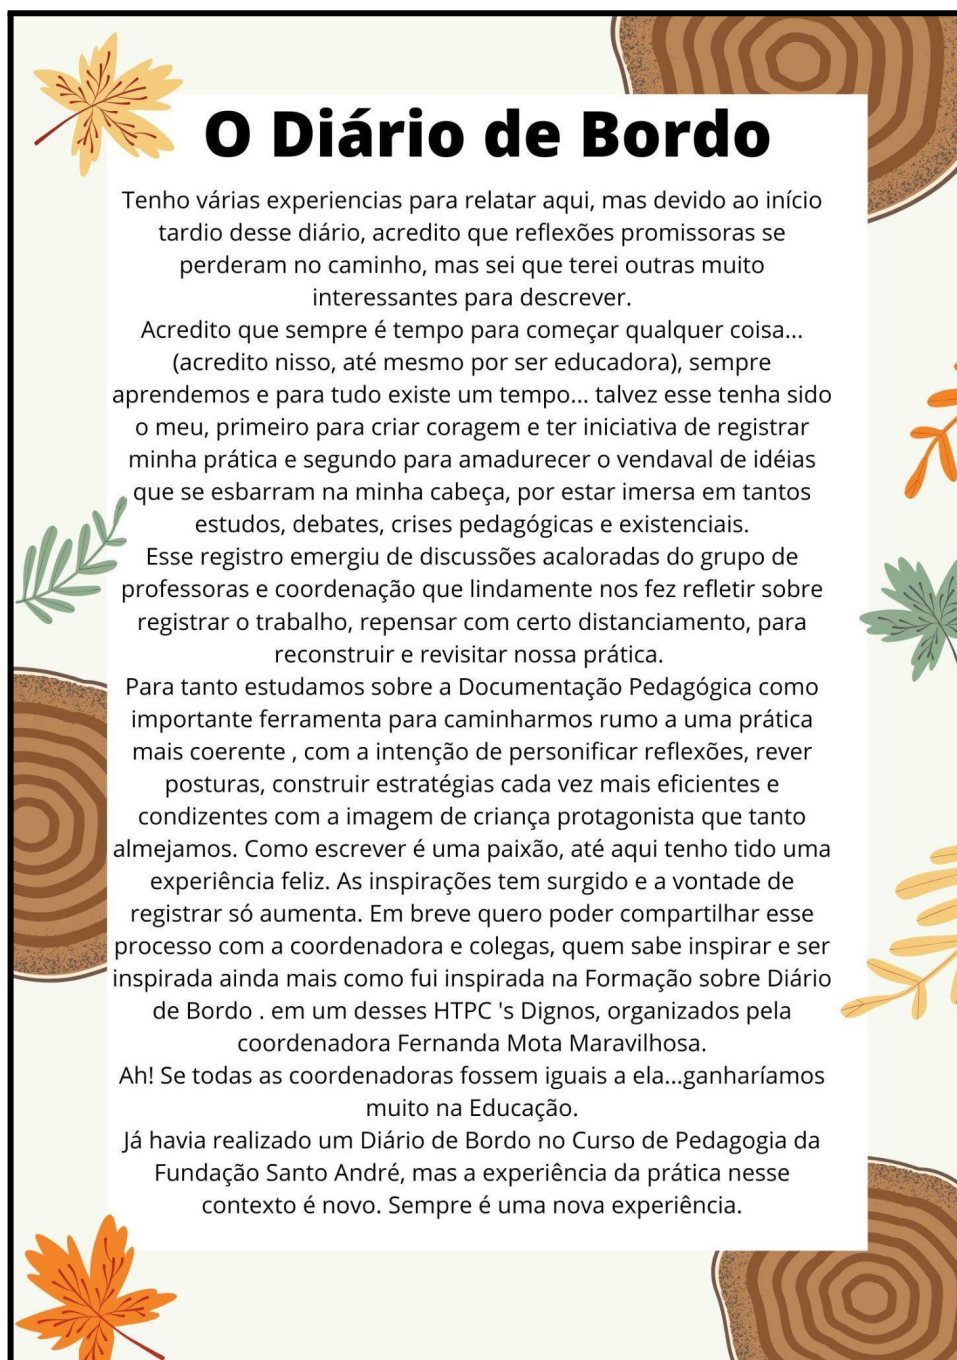 O Diário de Bordo
Tenho várias experiencias para relatar aqui, mas devido ao início
tardio desse diário, acredito que reflexões promissoras se
perderam no caminho, mas sei que terei outras muito
interessantes para descrever.
Acredito que sempre é tempo para começar qualquer coisa...
(acredito nisso, até mesmo por ser educadora), sempre
aprendemos e para tudo existe um tempo... talvez esse tenha sido
o meu, primeiro para criar coragem e ter iniciativa de registrar
minha prática e segundo para amadurecer o vendaval de idéias
que se esbarram na minha cabeça, por estar imersa em tantos
estudos, debates, crises pedagógicas e existenciais.
Esse registro emergiu de discussões acaloradas do grupo de
professoras e coordenação que lindamente nos fez refletir sobre
registrar o trabalho, repensar com certo distanciamento, para
reconstruir e revisitar nossa prática.
Para tanto estudamos sobre a Documentação Pedagógica como
importante ferramenta para caminharmos rumo a uma prática
mais coerente , com a intenção de personificar reflexões, rever
posturas, construir estratégias cada vez mais eficientes e
condizentes com a imagem de criança protagonista que tanto
almejamos. Como escrever é uma paixão, até aqui tenho tido uma
experiência feliz. As inspirações tem surgido e a vontade de
registrar só aumenta. Em breve quero poder compartilhar esse
processo com a coordenadora e colegas, quem sabe inspirar e ser
inspirada ainda mais como fui inspirada na Formação sobre Diário
de Bordo . em um desses HTPC 's Dignos, organizados pela
coordenadora Fernanda Mota Maravilhosa.
Ah! Se todas as coordenadoras fossem iguais a ela...ganharíamos
muito na Educação.
Já havia realizado um Diário de Bordo no Curso de Pedagogia da
Fundação Santo André, mas a experiência da prática nesse
contexto é novo. Sempre é uma nova experiência.